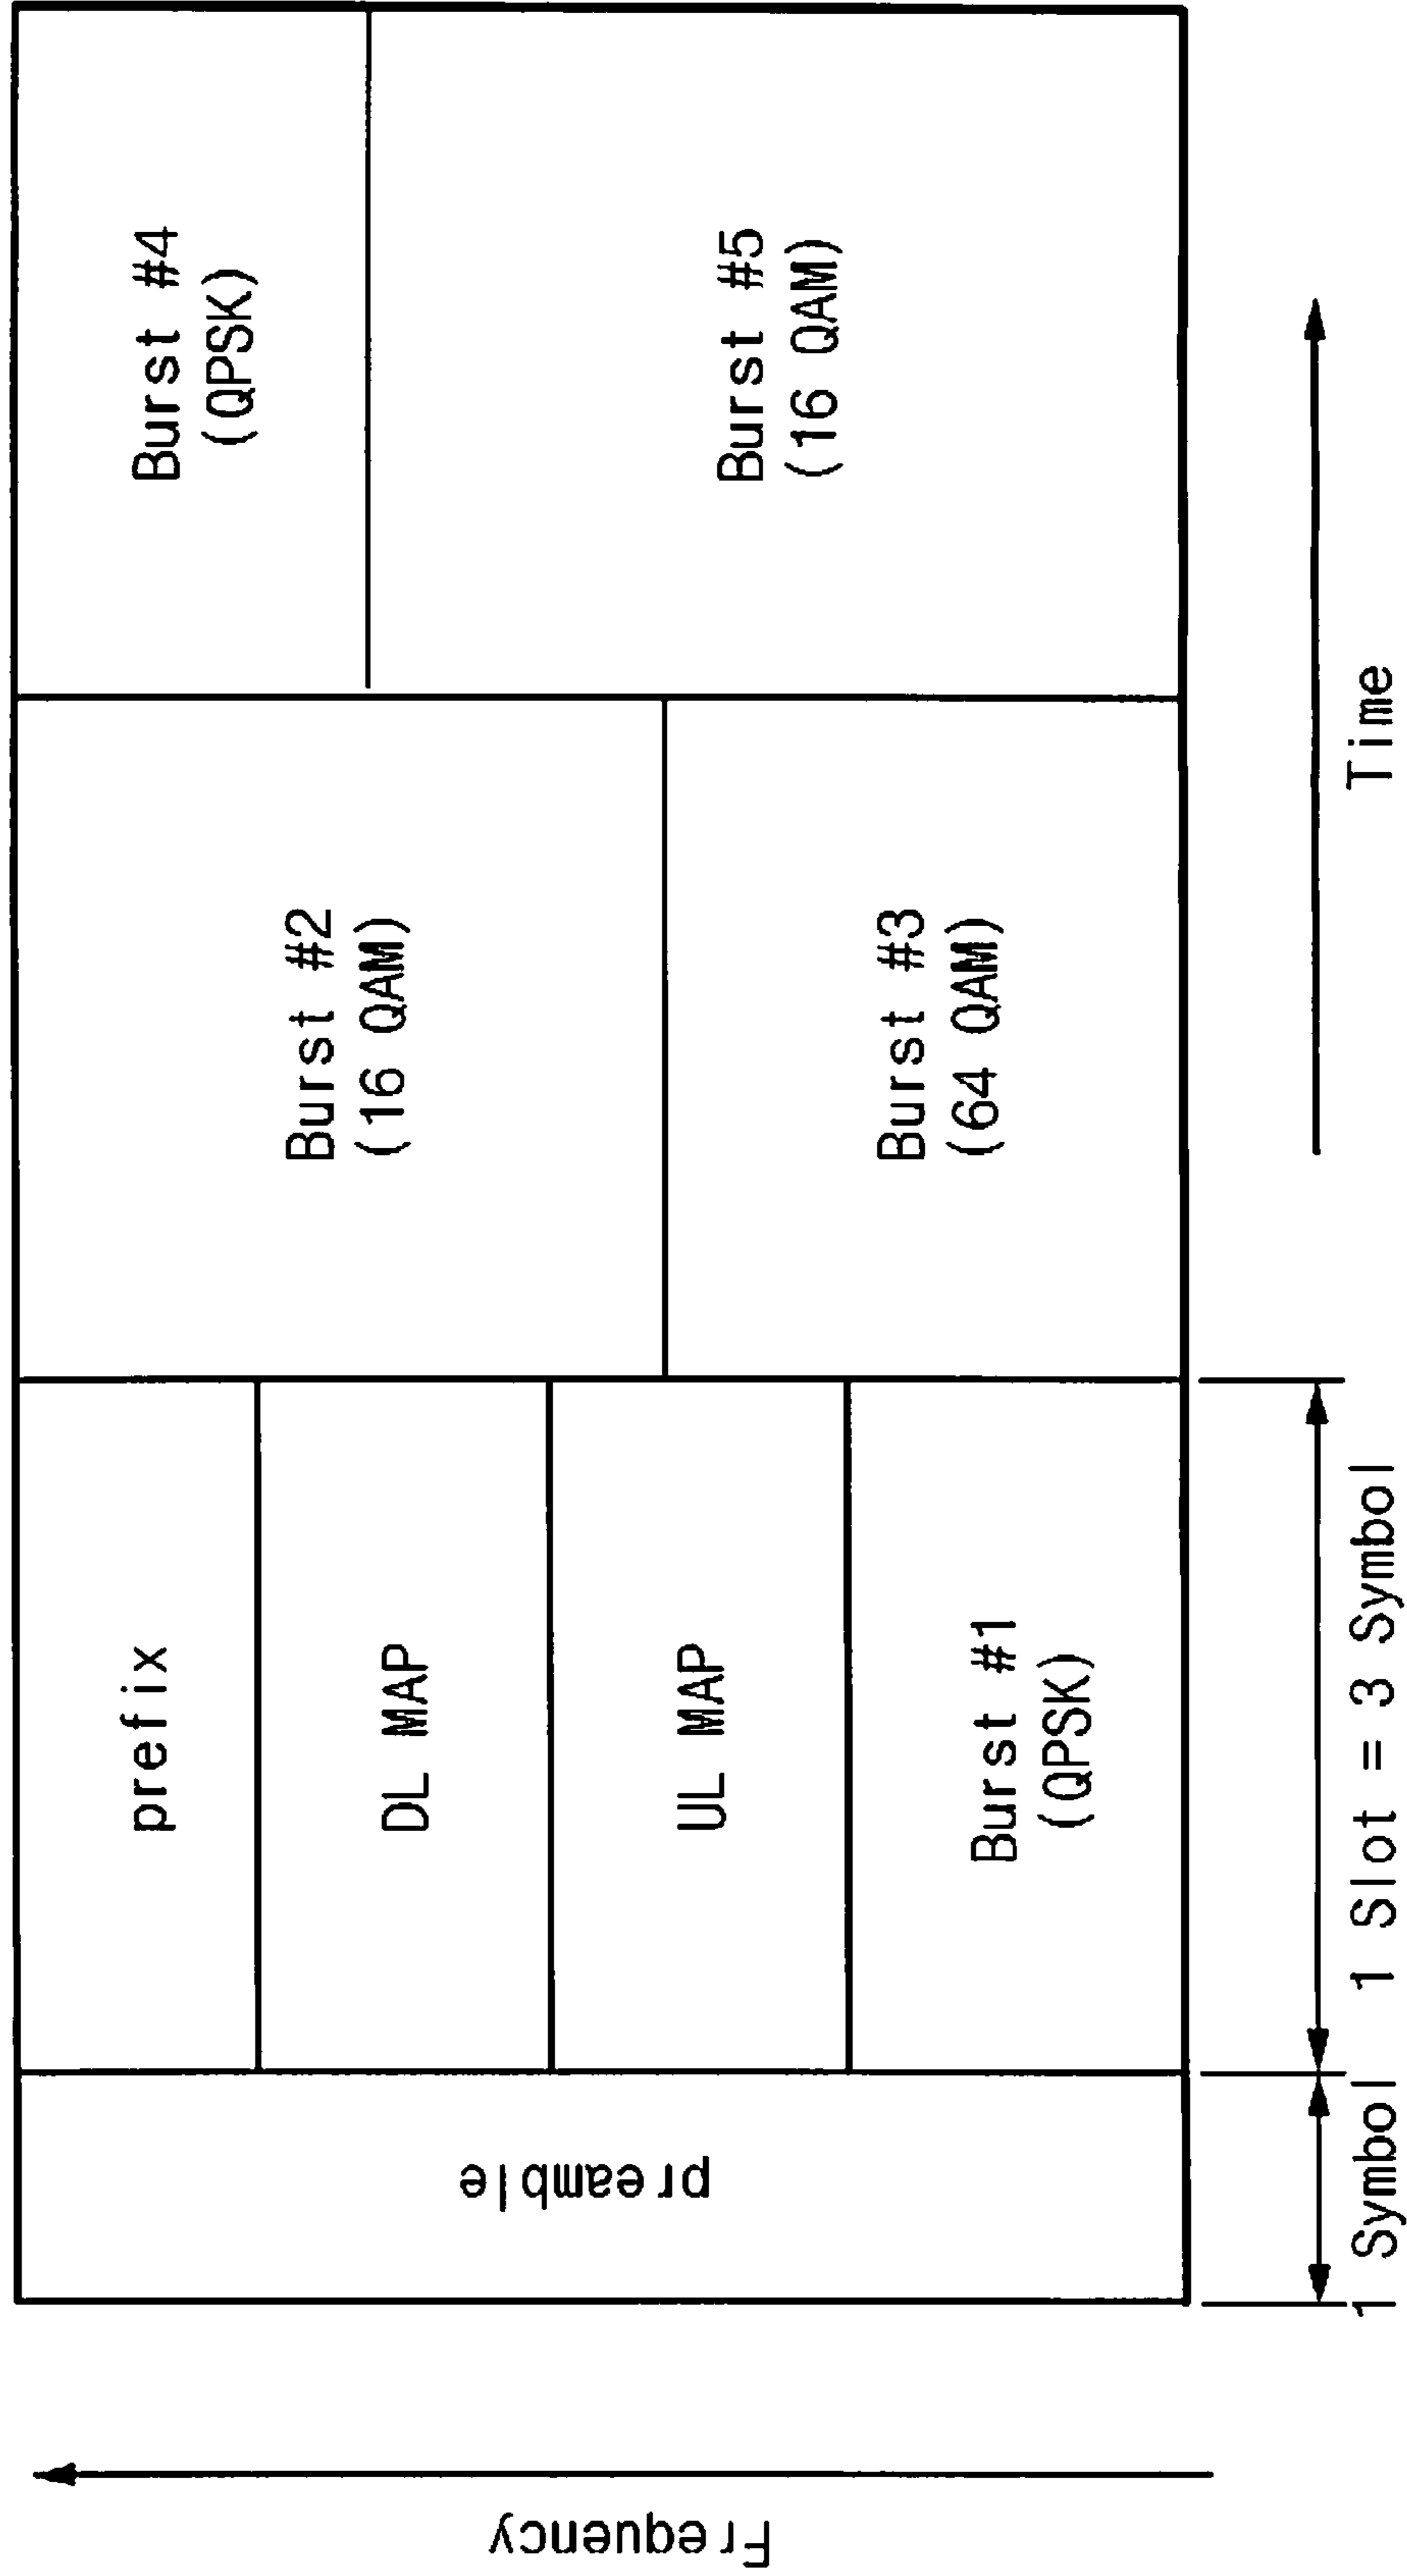 Frequency
preamble
prefix
DL MAP
UL MAP
Burst #1
(QPSK)
Burst #2
(16 QAM)
Burst #3
(64 QAM)
Burst #4
(QPSK)
Burst #5
(16 QAM)
1 Symbol
1 Slot = 3 Symbol
Time